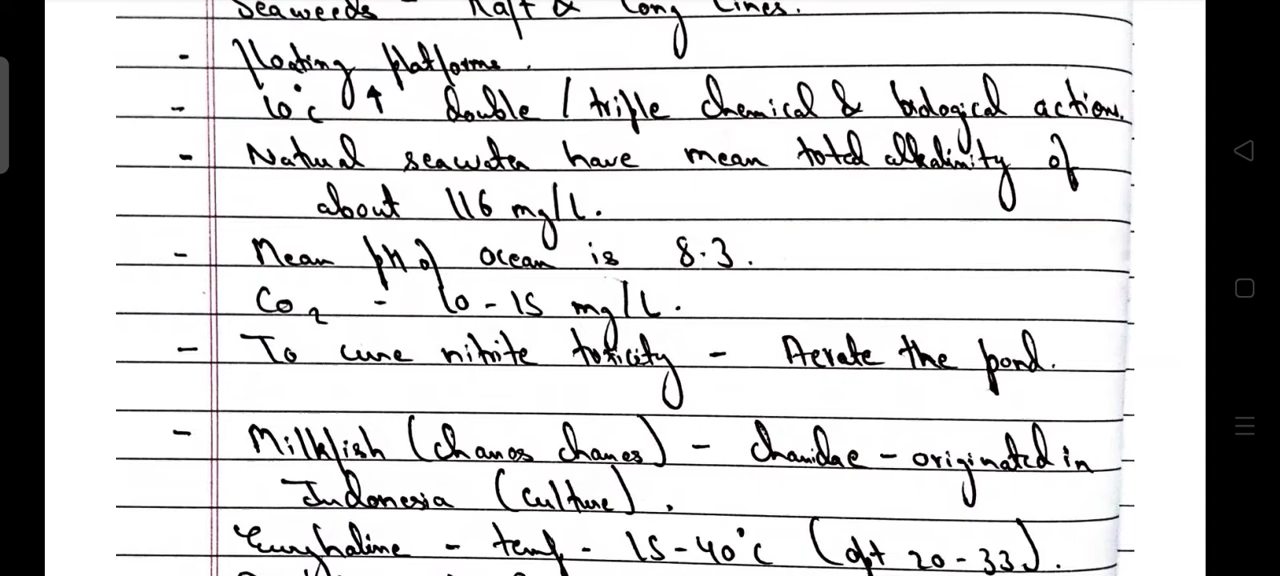 Seaweeds - Raft & Long Lines.
- floating platforms.
- 10°c ↑ double / triple chemical & biological actions.
- Natural seawater have mean total alkalinity of
about 116 mg/L.
- Mean pH of ocean is 8.3.
CO2 - 10-15 mg/L.
- To cure nitrite toxicity - Aerate the pond.
- Milkfish (chanos chanos) - chanidae - originated in
Indonesia (culture).
Euryhaline - temp - 15-40°c (opt 20-33).